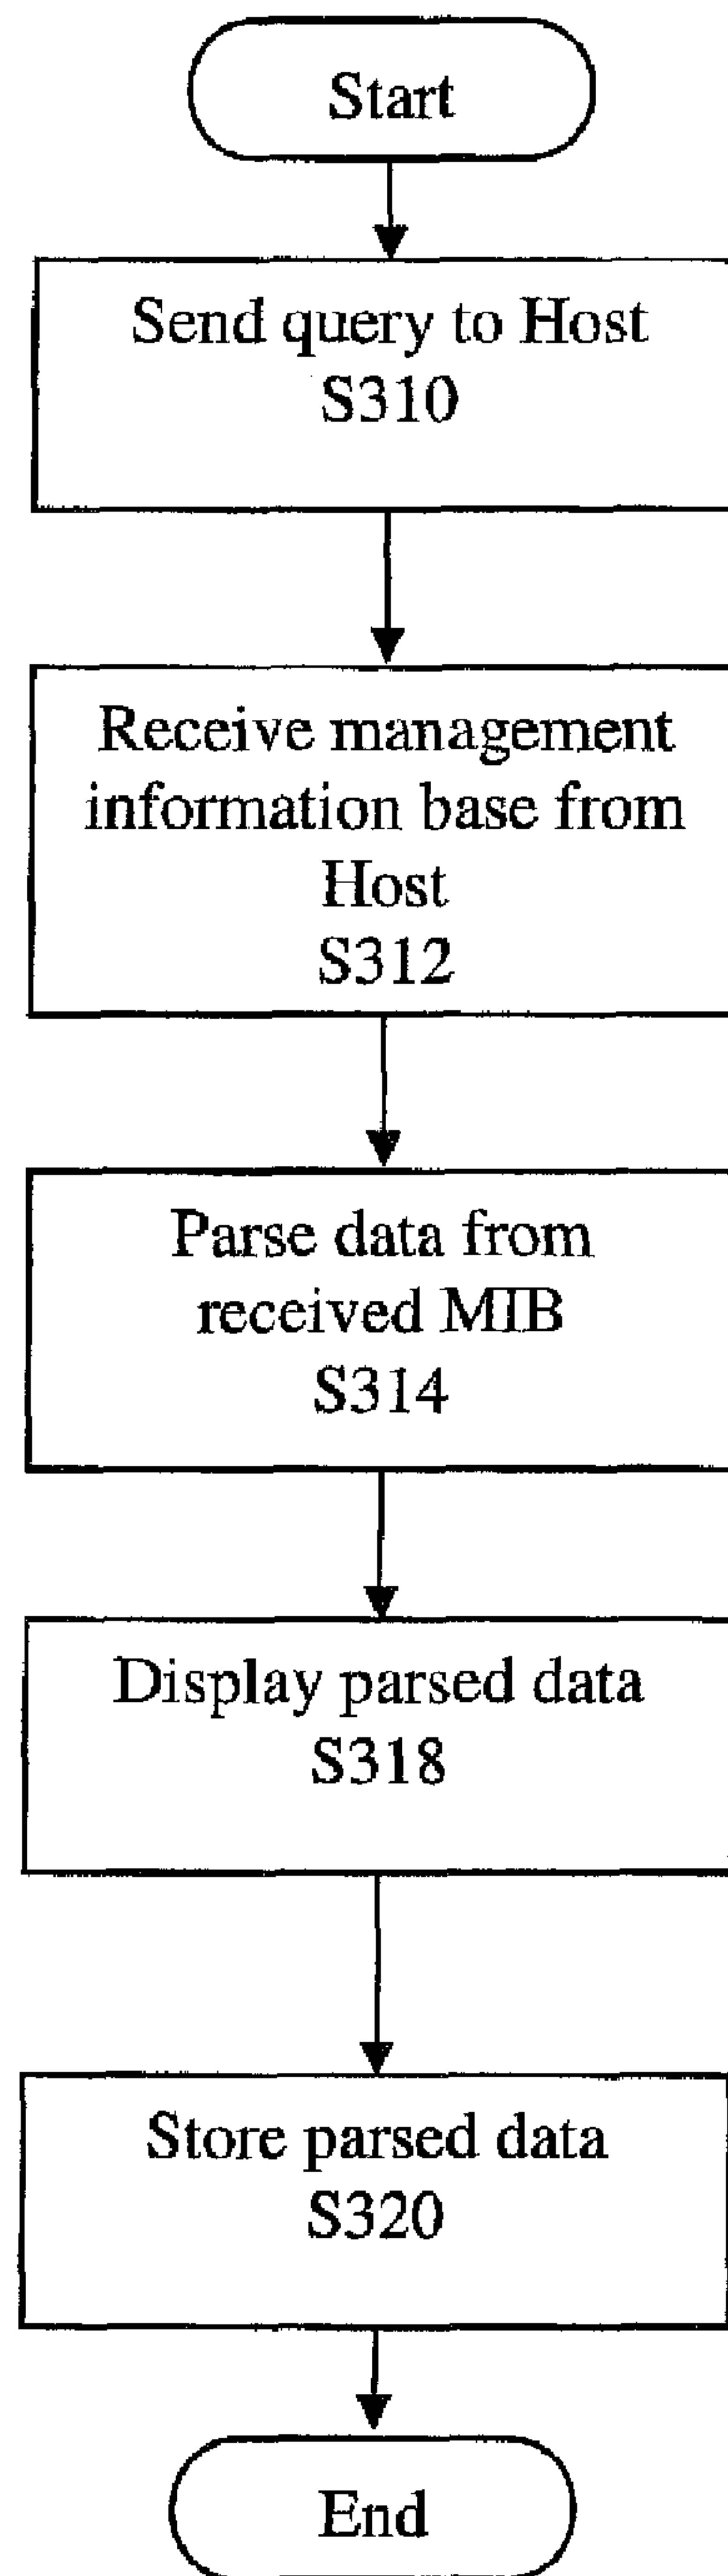 Start
Send query to Host
S310
Receive management
information base from
Host
S312
Parse data from
received MIB
S314
Display parsed data
S318
Store parsed data
S320
End